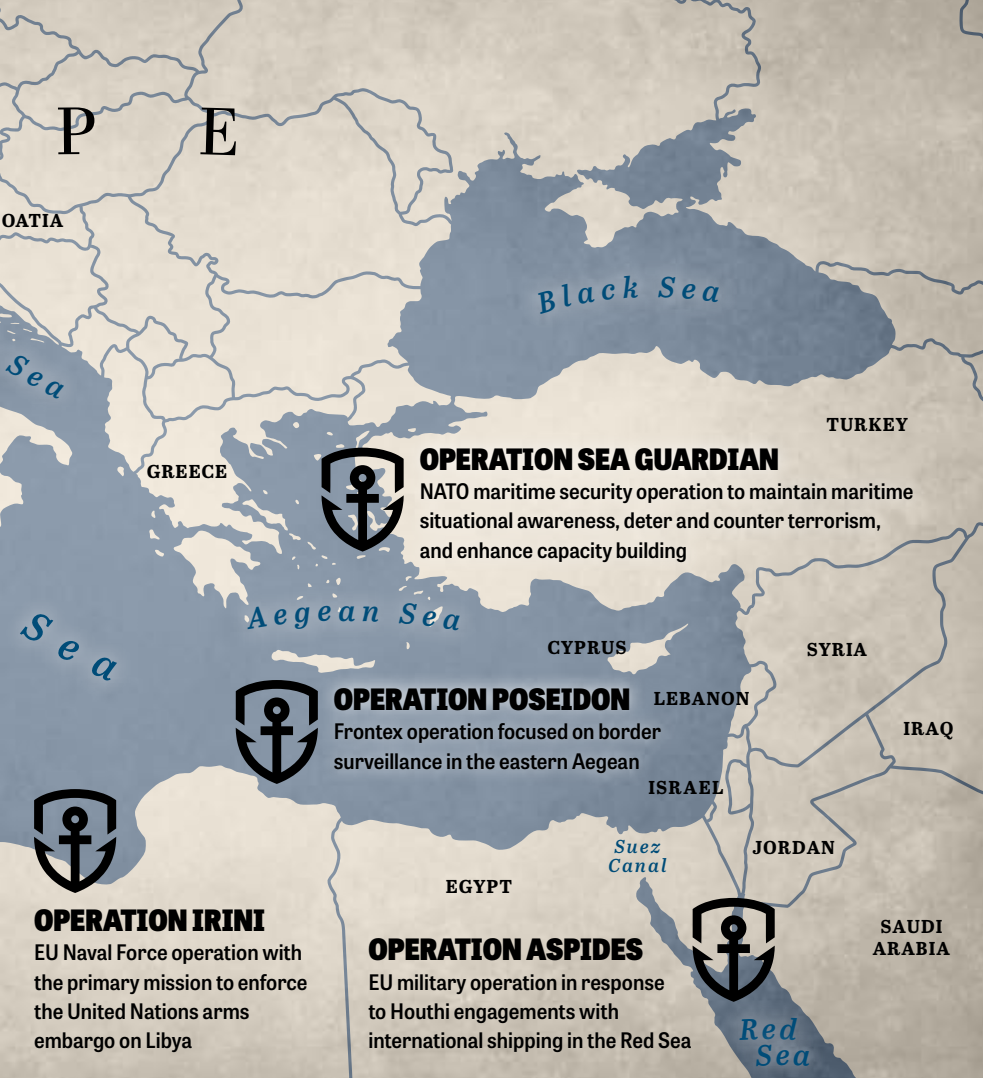 P E
OATIA
Black Sea
Sea
TURKEY
GREECE
OPERATION SEA GUARDIAN
NATO maritime security operation to maintain maritime
situational awareness, deter and counter terrorism,
and enhance capacity building
Aegean Sea
Sea
CYPRUS
SYRIA
OPERATION POSEIDON
Frontex operation focused on border
surveillance in the eastern Aegean
LEBANON
IRAQ
ISRAEL
Suez
Canal
JORDAN
EGYPT
OPERATION IRINI
EU Naval Force operation with
the primary mission to enforce
the United Nations arms
embargo on Libya
OPERATION ASPIDES
EU military operation in response
to Houthi engagements with
international shipping in the Red Sea
SAUDI
ARABIA
Red
Sea